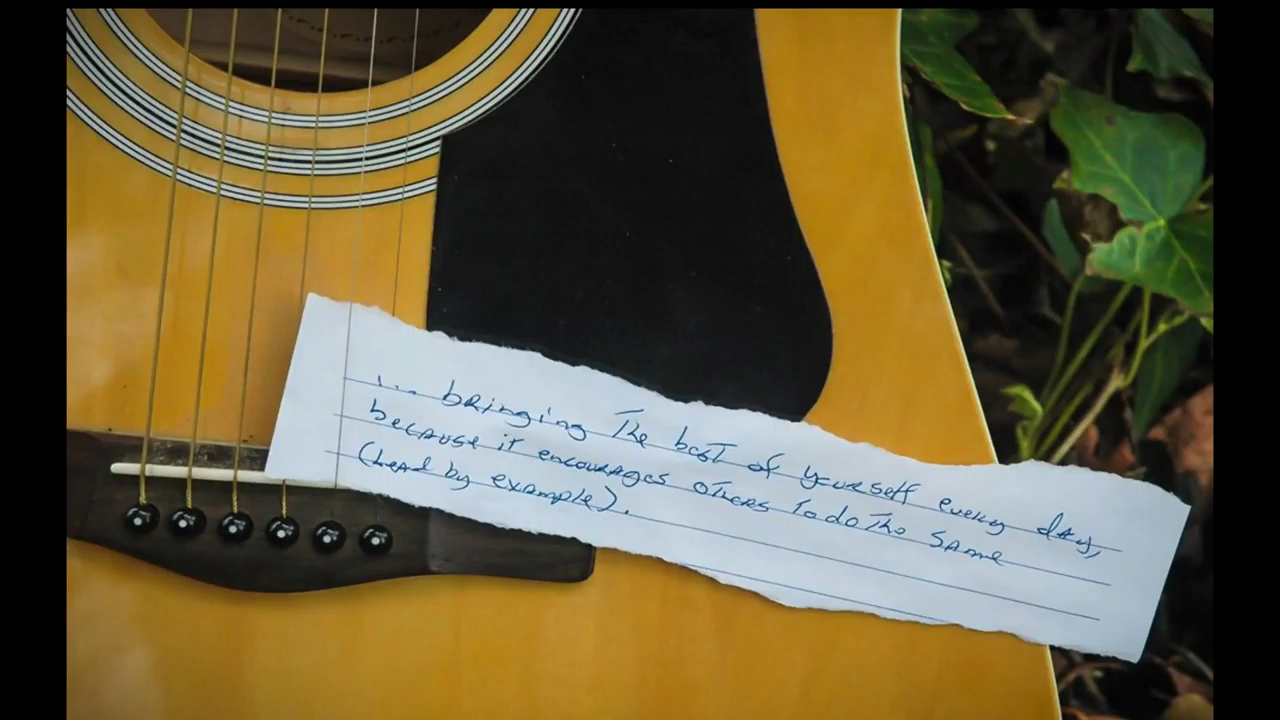 ... bringing The best of yourself every day,
because it encourages others To do The same
(Lead by example).